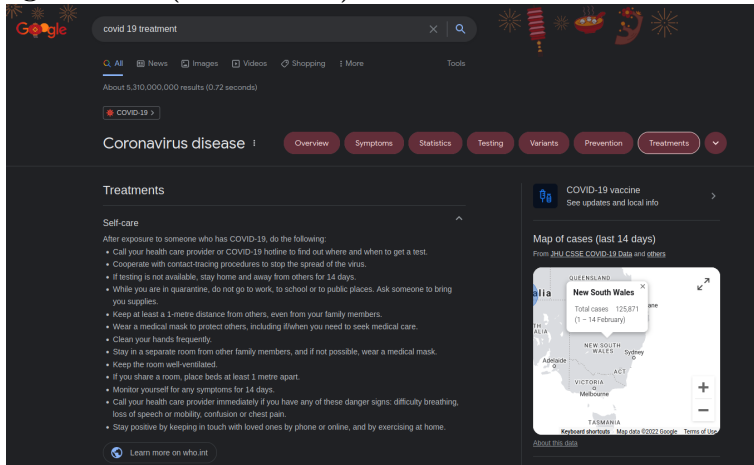 Google
covid 19 treatment
All News Images Videos Shopping More Tools
About 5,310,000,000 results (0.72 seconds)
COVID-19 >
Coronavirus disease
Overview Symptoms Statistics Testing Variants Prevention Treatments
Treatments
Self-care
After exposure to someone who has COVID-19, do the following:
• Call your health care provider or COVID-19 hotline to find out where and when to get a test.
• Cooperate with contact-tracing procedures to stop the spread of the virus.
• If testing is not available, stay home and away from others for 14 days.
• While you are in quarantine, do not go to work, to school or to public places. Ask someone to bring
you supplies.
• Keep at least a 1-metre distance from others, even from your family members.
• Wear a medical mask to protect others, including if/when you need to seek medical care.
• Clean your hands frequently.
• Stay in a separate room from other family members, and if not possible, wear a medical mask.
• Keep the room well-ventilated.
• If you share a room, place beds at least 1 metre apart.
• Monitor yourself for any symptoms for 14 days.
• Call your health care provider immediately if you have any of these danger signs: difficulty breathing,
loss of speech or mobility, confusion or chest pain.
• Stay positive by keeping in touch with loved ones by phone or online, and by exercising at home.
Learn more on who.int
COVID-19 vaccine
See updates and local info
Map of cases (last 14 days)
From JHU CSSE COVID-19 Data and others
QUEENSLAND
alia
New South Wales
Total cases 125,871
(1 – 14 February)
ane
TH
ALIA
NEW SOUTH
WALES
Sydney
Adelaide
ACT
VICTORIA
Melbourne
TASMANIA
Keyboard shortcuts Map data ©2022 Google Terms of Use
About this data